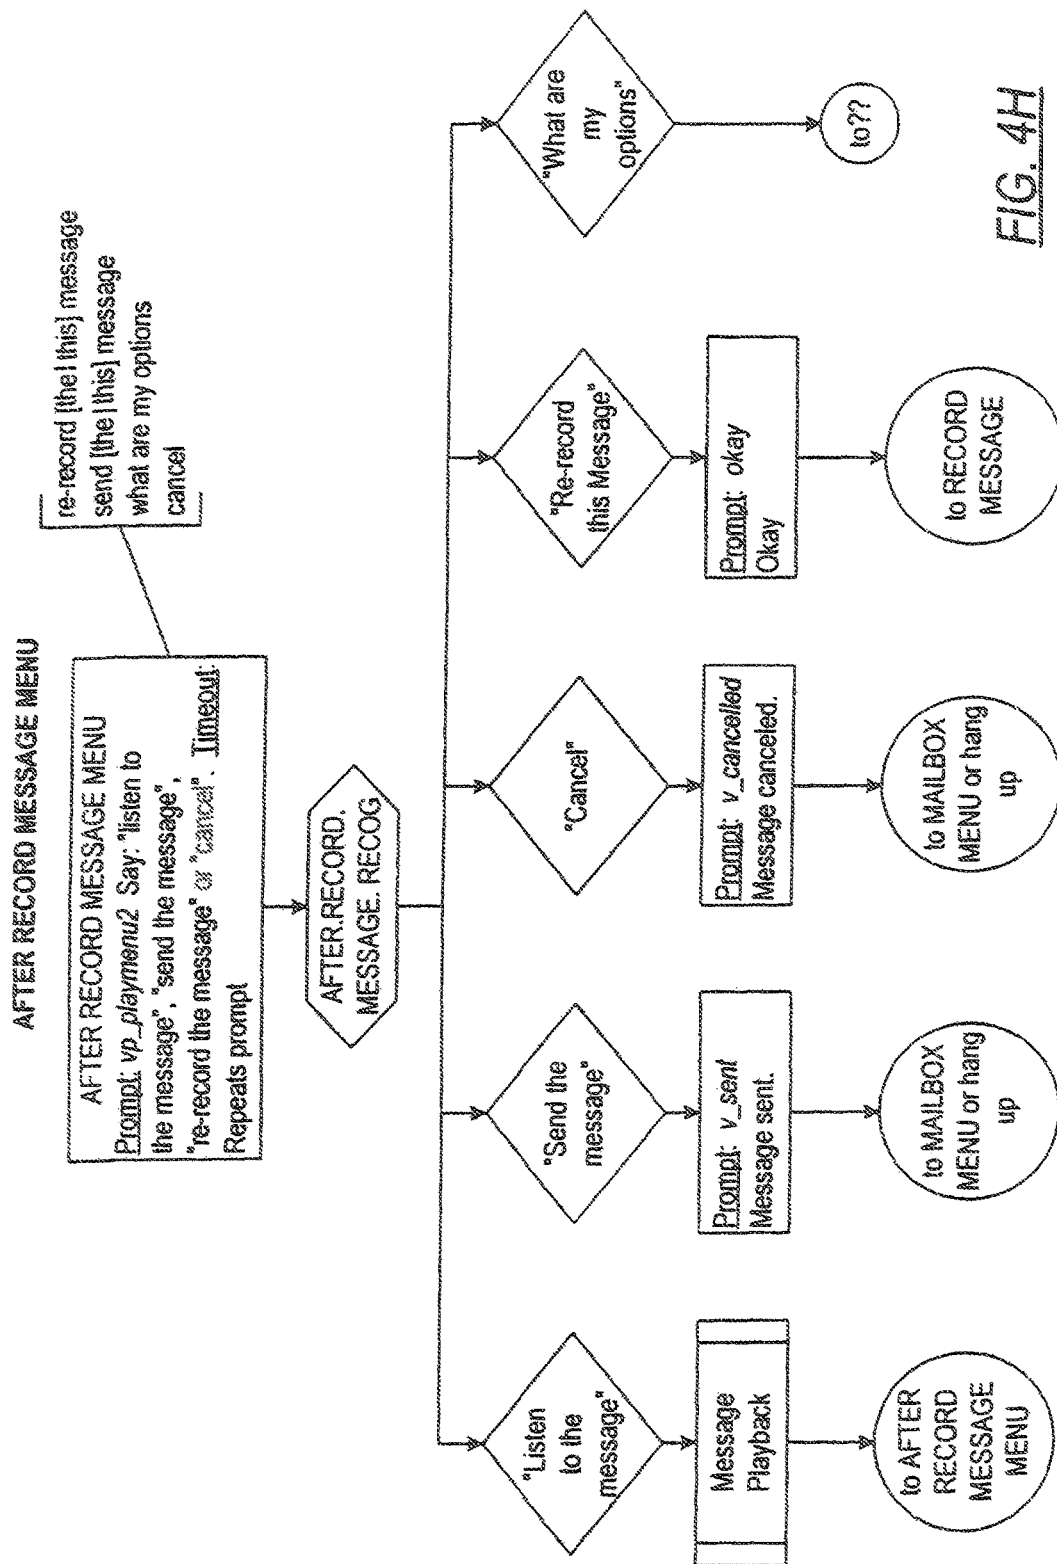 AFTER RECORD MESSAGE MENU
AFTER RECORD MESSAGE MENU
Prompt: vp_playmenu2 Say: "listen to
the message", "send the message",
"re-record the message" or "cancel". Timeout:
Repeats prompt
re-record [the| this] message
send [the | this] message
what are my options
cancel
AFTER.RECORD.
MESSAGE. RECOG
"Listen
to the
message"
"Send the
message"
"Cancel"
"Re-record
this Message"
"What are
my
options"
Message
Playback
Prompt: v_sent
Message sent.
Prompt: v_cancelled
Message canceled.
Prompt: okay
Okay
to AFTER
RECORD
MESSAGE
MENU
to MAILBOX
MENU or hang
up
to MAILBOX
MENU or hang
up
to RECORD
MESSAGE
to??
FIG. 4H